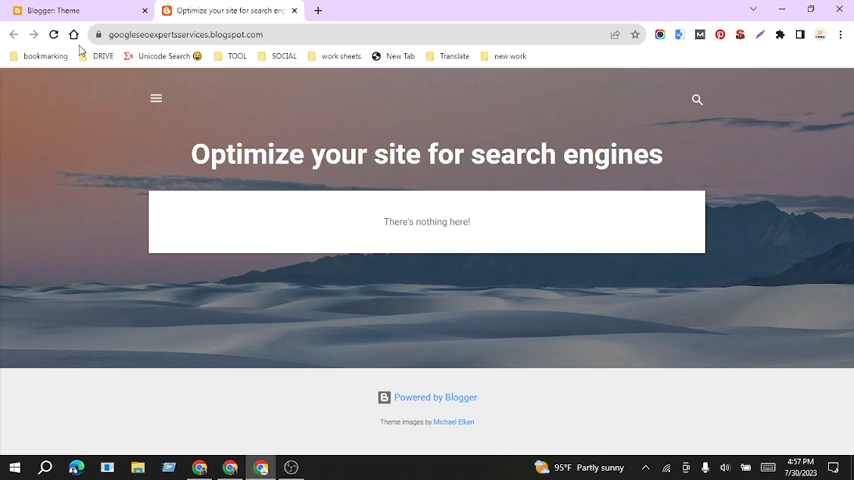 Blogger: Theme
Optimize your site for search eng
googleseoexpertsservices.blogspot.com
bookmarking
DRIVE
Unicode Search
TOOL
SOCIAL
work sheets
New Tab
Translate
new work
Optimize your site for search engines
There's nothing here!
Powered by Blogger
Theme images by Michael Elkan
95°F Partly sunny
4:57 PM
7/30/2023